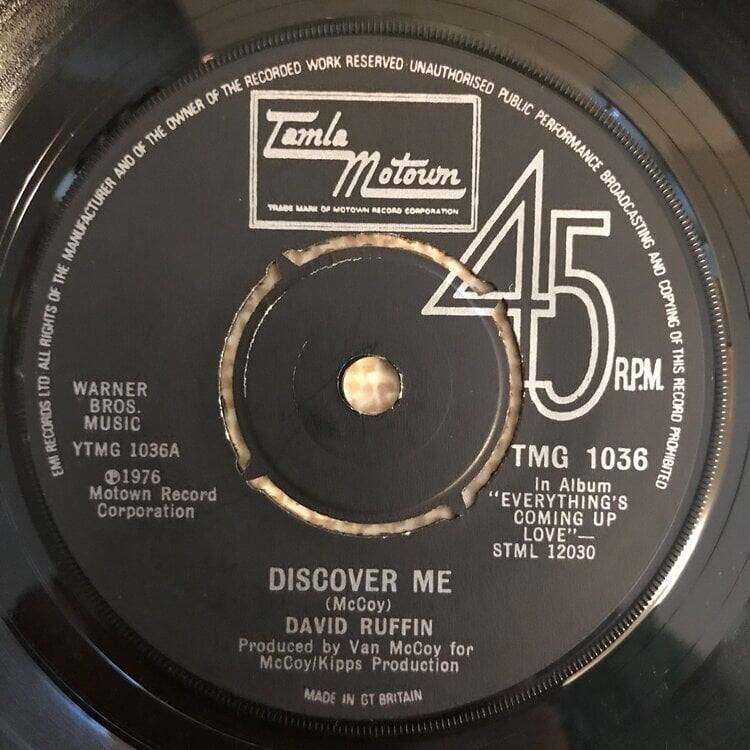 EMI RECORDS LTD ALL RIGHTS OF THE MANUFACTURER AND OF THE OWNER OF THE RECORDED WORK RESERVED UNAUTHORISED PUBLIC PERFORMANCE BROADCASTING AND COPYING OF THIS RECORD PROHIBITED
Tamla
Motown
TRADE MARK OF MOTOWN RECORD CORPORATION
45
R.P.M.
WARNER
BROS.
MUSIC
YTMG 1036A
℗1976
Motown Record
Corporation
TMG 1036
In Album
"EVERYTHING'S
COMING UP
LOVE"—
STML 12030
DISCOVER ME
(McCoy)
DAVID RUFFIN
Produced by Van McCoy for
McCoy/Kipps Production
MADE IN GT BRITAIN